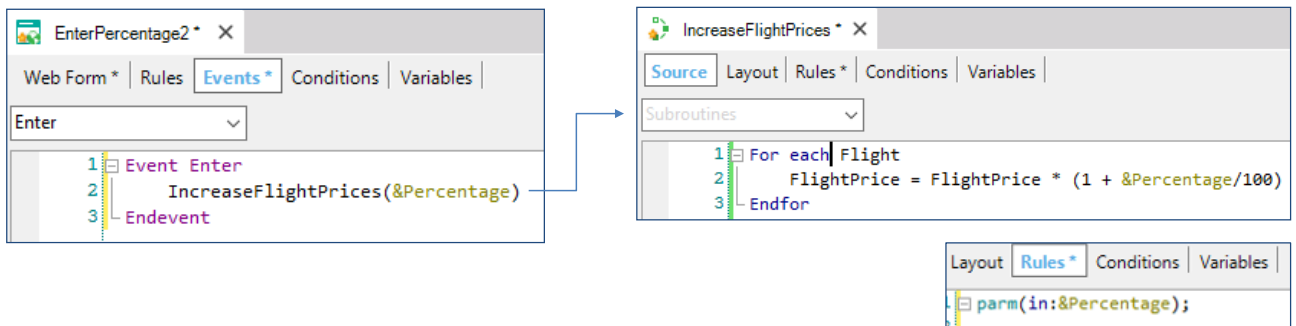 EnterPercentage2 * ✕
Web Form * | Rules | Events * | Conditions | Variables |
Enter
1 Event Enter
2 IncreaseFlightPrices(&Percentage)
3 Endevent
IncreaseFlightPrices * ✕
Source | Layout | Rules * | Conditions | Variables |
Subroutines
1 For each Flight
2 FlightPrice = FlightPrice * (1 + &Percentage/100)
3 Endfor
Layout | Rules * | Conditions | Variables |
parm(in:&Percentage);